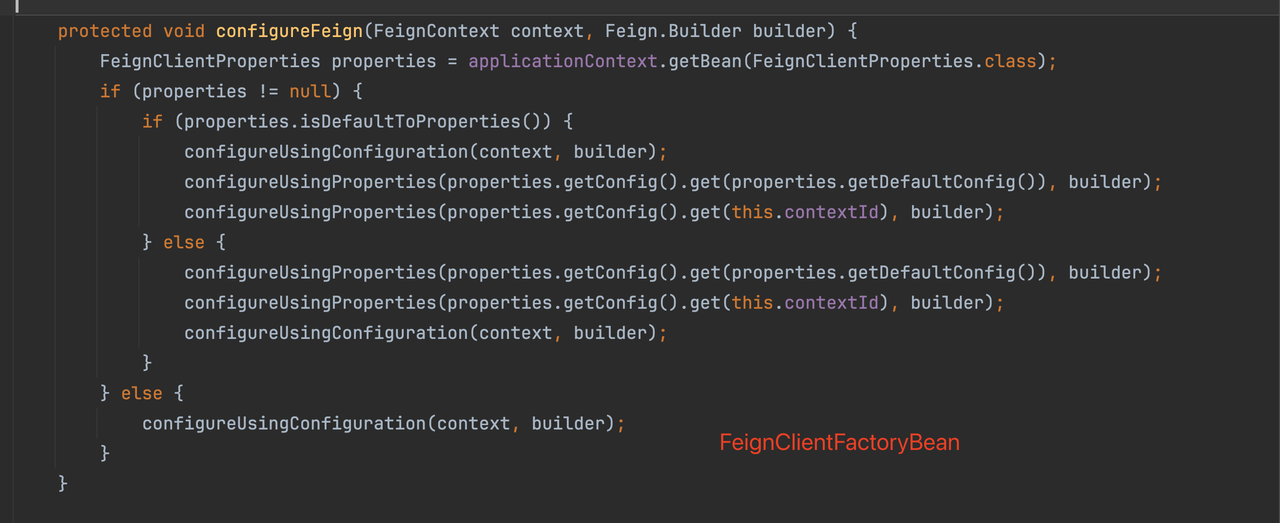 protected void configureFeign(FeignContext context, Feign.Builder builder) {
FeignClientProperties properties = applicationContext.getBean(FeignClientProperties.class);
if (properties != null) {
if (properties.isDefaultToProperties()) {
configureUsingConfiguration(context, builder);
configureUsingProperties(properties.getConfig().get(properties.getDefaultConfig()), builder);
configureUsingProperties(properties.getConfig().get(this.contextId), builder);
} else {
configureUsingProperties(properties.getConfig().get(properties.getDefaultConfig()), builder);
configureUsingProperties(properties.getConfig().get(this.contextId), builder);
configureUsingConfiguration(context, builder);
}
} else {
configureUsingConfiguration(context, builder);
FeignClientFactoryBean
}
}